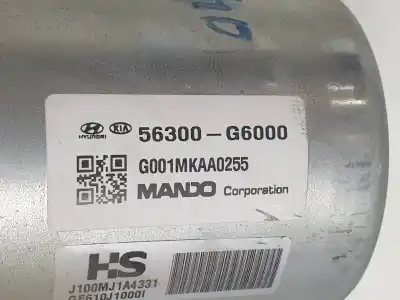 HYUNDAI KIA 56300-G6000
G001MKAA0255
MANDO Corporation
HS
J100MJ1A4331